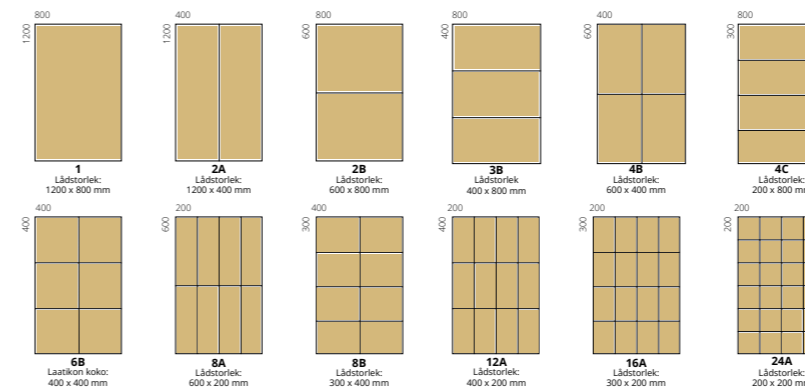 800
400
800
800
400
800
1200
1200
600
400
600
300
1
2A
2B
3B
4B
4C
Lådstorlek:
Lådstorlek:
Lådstorlek:
Lådstorlek
Lådstorlek:
Lådstorlek:
1200 x 800 mm
1200 x 400 mm
600 x 800 mm
400 x 800 mm
600 x 400 mm
200 x 800 mm
400
200
400
200
200
200
400
600
300
400
300
200
6B
8A
8B
12A
16A
24A
Laatikon koko:
Lådstorlek:
Lådstorlek:
Lådstorlek:
Lådstorlek:
Lådstorlek:
400 x 400 mm
600 x 200 mm
300 x 400 mm
400 x 200 mm
300 x 200 mm
200 x 200 mm